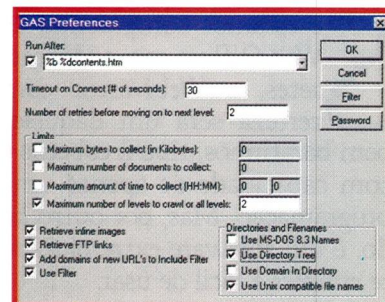 GAS Preferences
Run After:
%b %dcontents.htm
OK
Cancel
Timeout on Connect (# of seconds): 30
Filter
Number of retries before moving on to next level: 2
Password
Limits
Maximum bytes to collect (in Kilobytes): 0
Maximum number of documents to collect: 0
Maximum amount of time to collect (HH:MM): 0 0
Maximum number of levels to crawl or all levels: 2
Retrieve inline images
Retrieve FTP links
Add domains of new URL's to Include Filter
Use Filter
Directories and Filenames
Use MS-DOS 8.3 Names
Use Directory Tree
Use Domain In Directory
Use Unix compatible file names